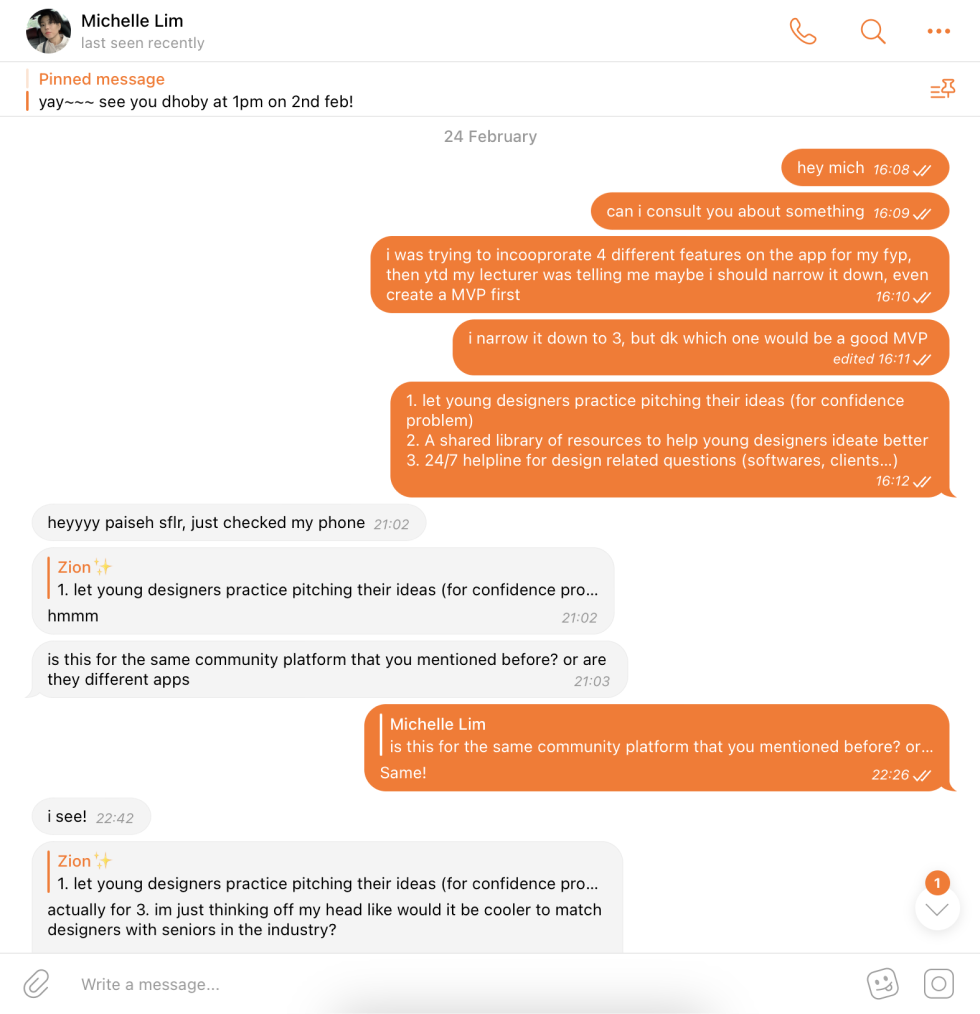 Michelle Lim
last seen recently
Pinned message
yay~~~ see you dhoby at 1pm on 2nd feb!
24 February
hey mich 16:08
can i consult you about something 16:09
i was trying to incooprorate 4 different features on the app for my fyp,
then ytd my lecturer was telling me maybe i should narrow it down, even
create a MVP first 16:10
i narrow it down to 3, but dk which one would be a good MVP
edited 16:11
1. let young designers practice pitching their ideas (for confidence
problem)
2. A shared library of resources to help young designers ideate better
3. 24/7 helpline for design related questions (softwares, clients...)
16:12
heyyyy paiseh sflr, just checked my phone 21:02
Zion✨
1. let young designers practice pitching their ideas (for confidence pro...
hmmm 21:02
is this for the same community platform that you mentioned before? or are
they different apps 21:03
Michelle Lim
is this for the same community platform that you mentioned before? or...
Same! 22:26
i see! 22:42
Zion✨
1. let young designers practice pitching their ideas (for confidence pro...
actually for 3. im just thinking off my head like would it be cooler to match
designers with seniors in the industry?
1
Write a message...